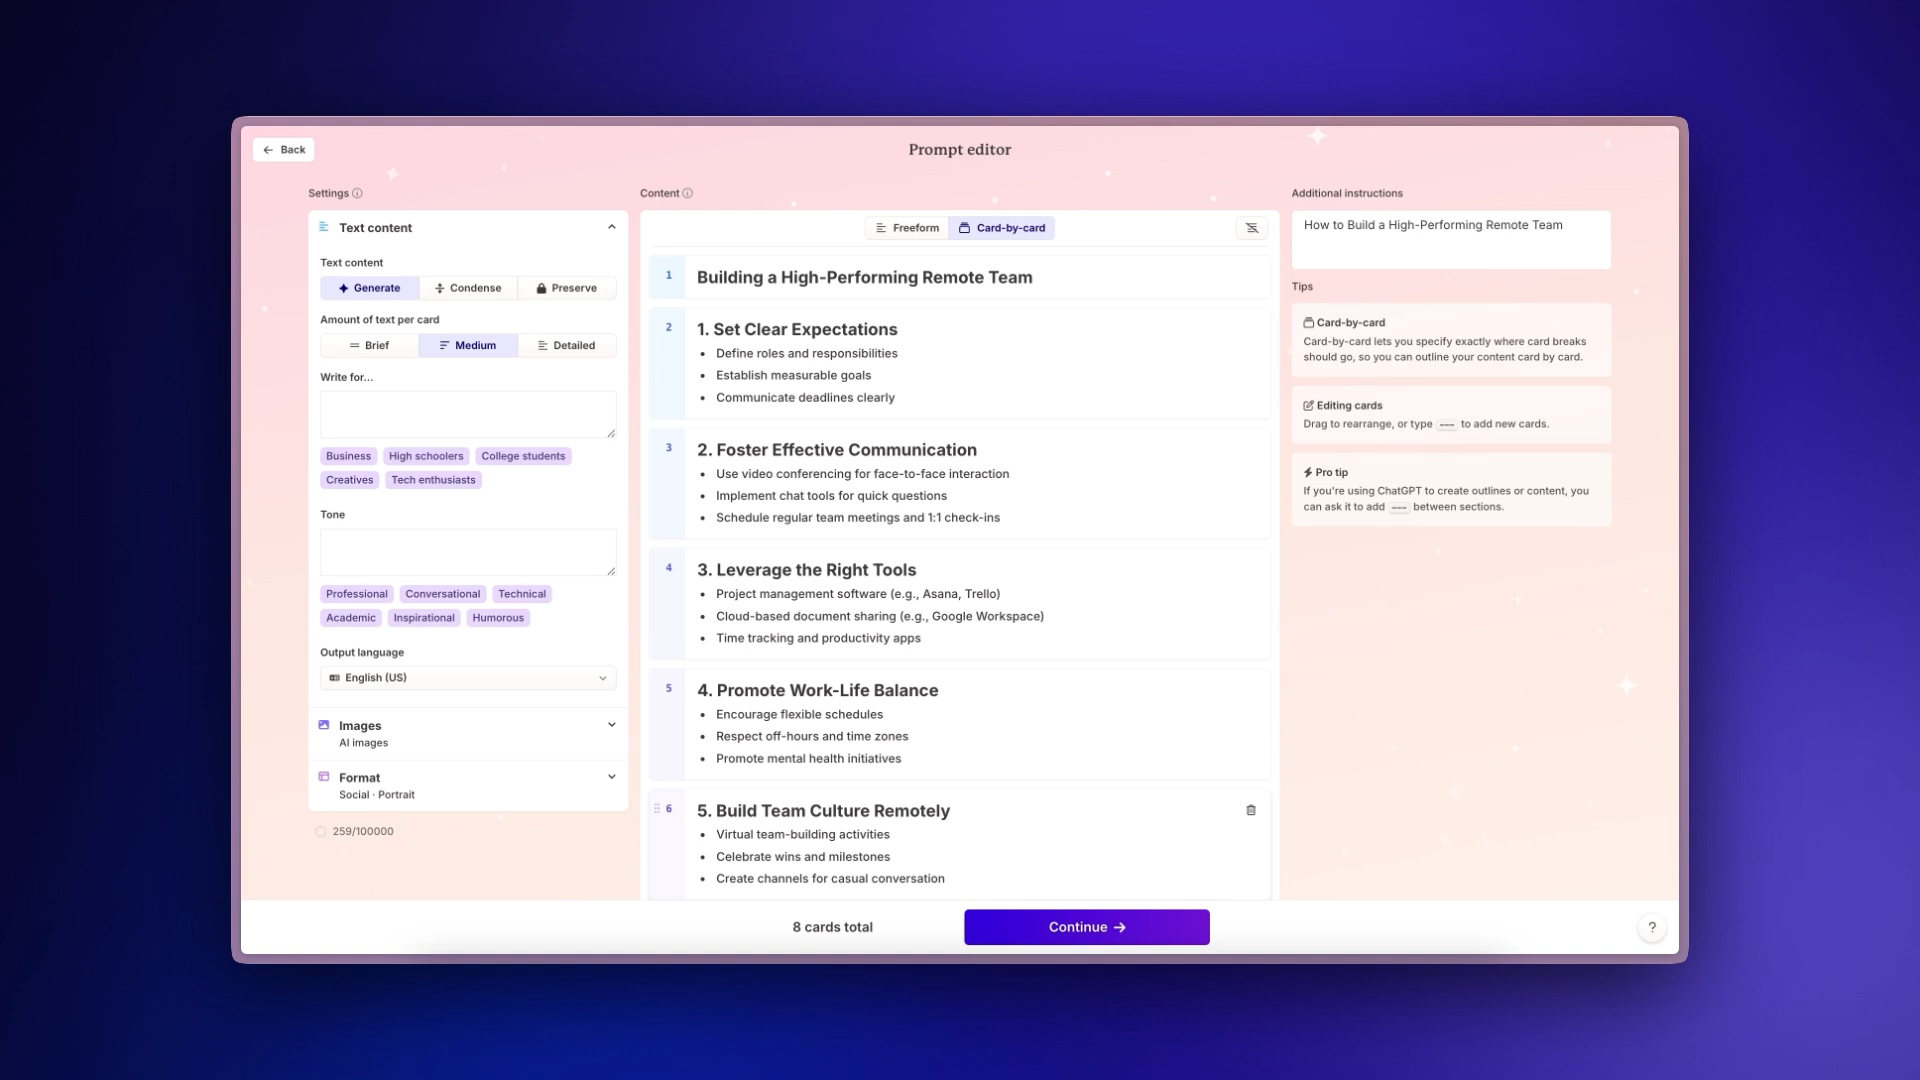 Back
Prompt editor
Settings
Text content
Text content
Generate
Condense
Preserve
Amount of text per card
Brief
Medium
Detailed
Write for...
Business
High schoolers
College students
Creatives
Tech enthusiasts
Tone
Professional
Conversational
Technical
Academic
Inspirational
Humorous
Output language
English (US)
Images
AI images
Format
Social · Portrait
259/100000
Content
Freeform
Card-by-card
1
Building a High-Performing Remote Team
2
1. Set Clear Expectations
• Define roles and responsibilities
• Establish measurable goals
• Communicate deadlines clearly
3
2. Foster Effective Communication
• Use video conferencing for face-to-face interaction
• Implement chat tools for quick questions
• Schedule regular team meetings and 1:1 check-ins
4
3. Leverage the Right Tools
• Project management software (e.g., Asana, Trello)
• Cloud-based document sharing (e.g., Google Workspace)
• Time tracking and productivity apps
5
4. Promote Work-Life Balance
• Encourage flexible schedules
• Respect off-hours and time zones
• Promote mental health initiatives
6
5. Build Team Culture Remotely
• Virtual team-building activities
• Celebrate wins and milestones
• Create channels for casual conversation
Additional instructions
How to Build a High-Performing Remote Team
Tips
Card-by-card
Card-by-card lets you specify exactly where card breaks
should go, so you can outline your content card by card.
Editing cards
Drag to rearrange, or type --- to add new cards.
Pro tip
If you're using ChatGPT to create outlines or content, you
can ask it to add --- between sections.
8 cards total
Continue →
?